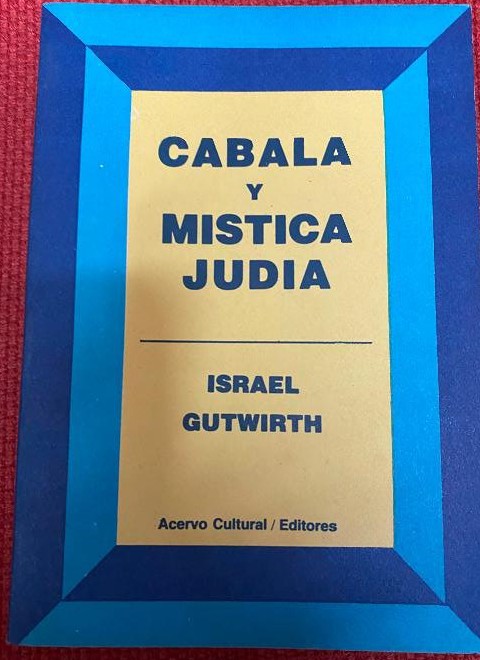 CABALA
Y
MISTICA
JUDIA
ISRAEL
GUTWIRTH
Acervo Cultural / Editores